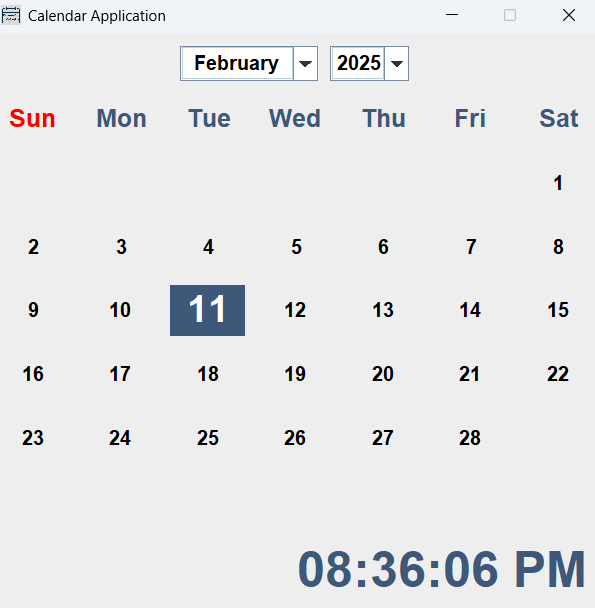 Calendar Application
February 2025
Sun Mon Tue Wed Thu Fri Sat
1
2 3 4 5 6 7 8
9 10 11 12 13 14 15
16 17 18 19 20 21 22
23 24 25 26 27 28
08:36:06 PM